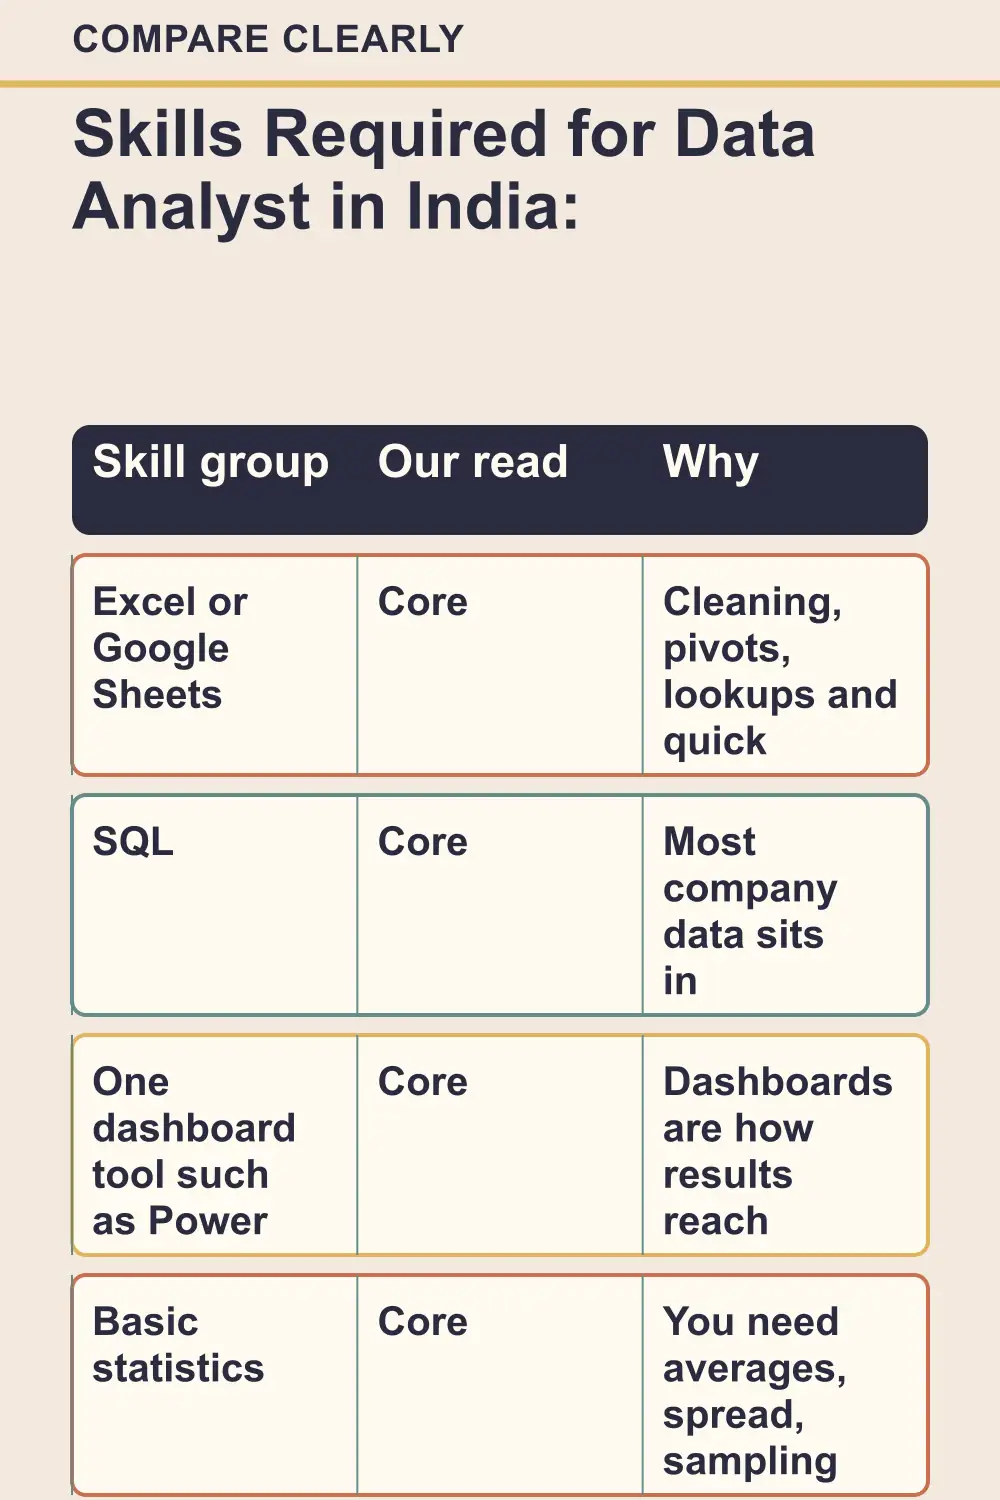 COMPARE CLEARLY
Skills Required for Data
Analyst in India:
Skill group Our read Why
Excel or
Google
Sheets
Core
Cleaning,
pivots,
lookups and
quick
SQL
Core
Most
company
data sits
in
One
dashboard
tool such
as Power
Core
Dashboards
are how
results
reach
Basic
statistics
Core
You need
averages,
spread,
sampling